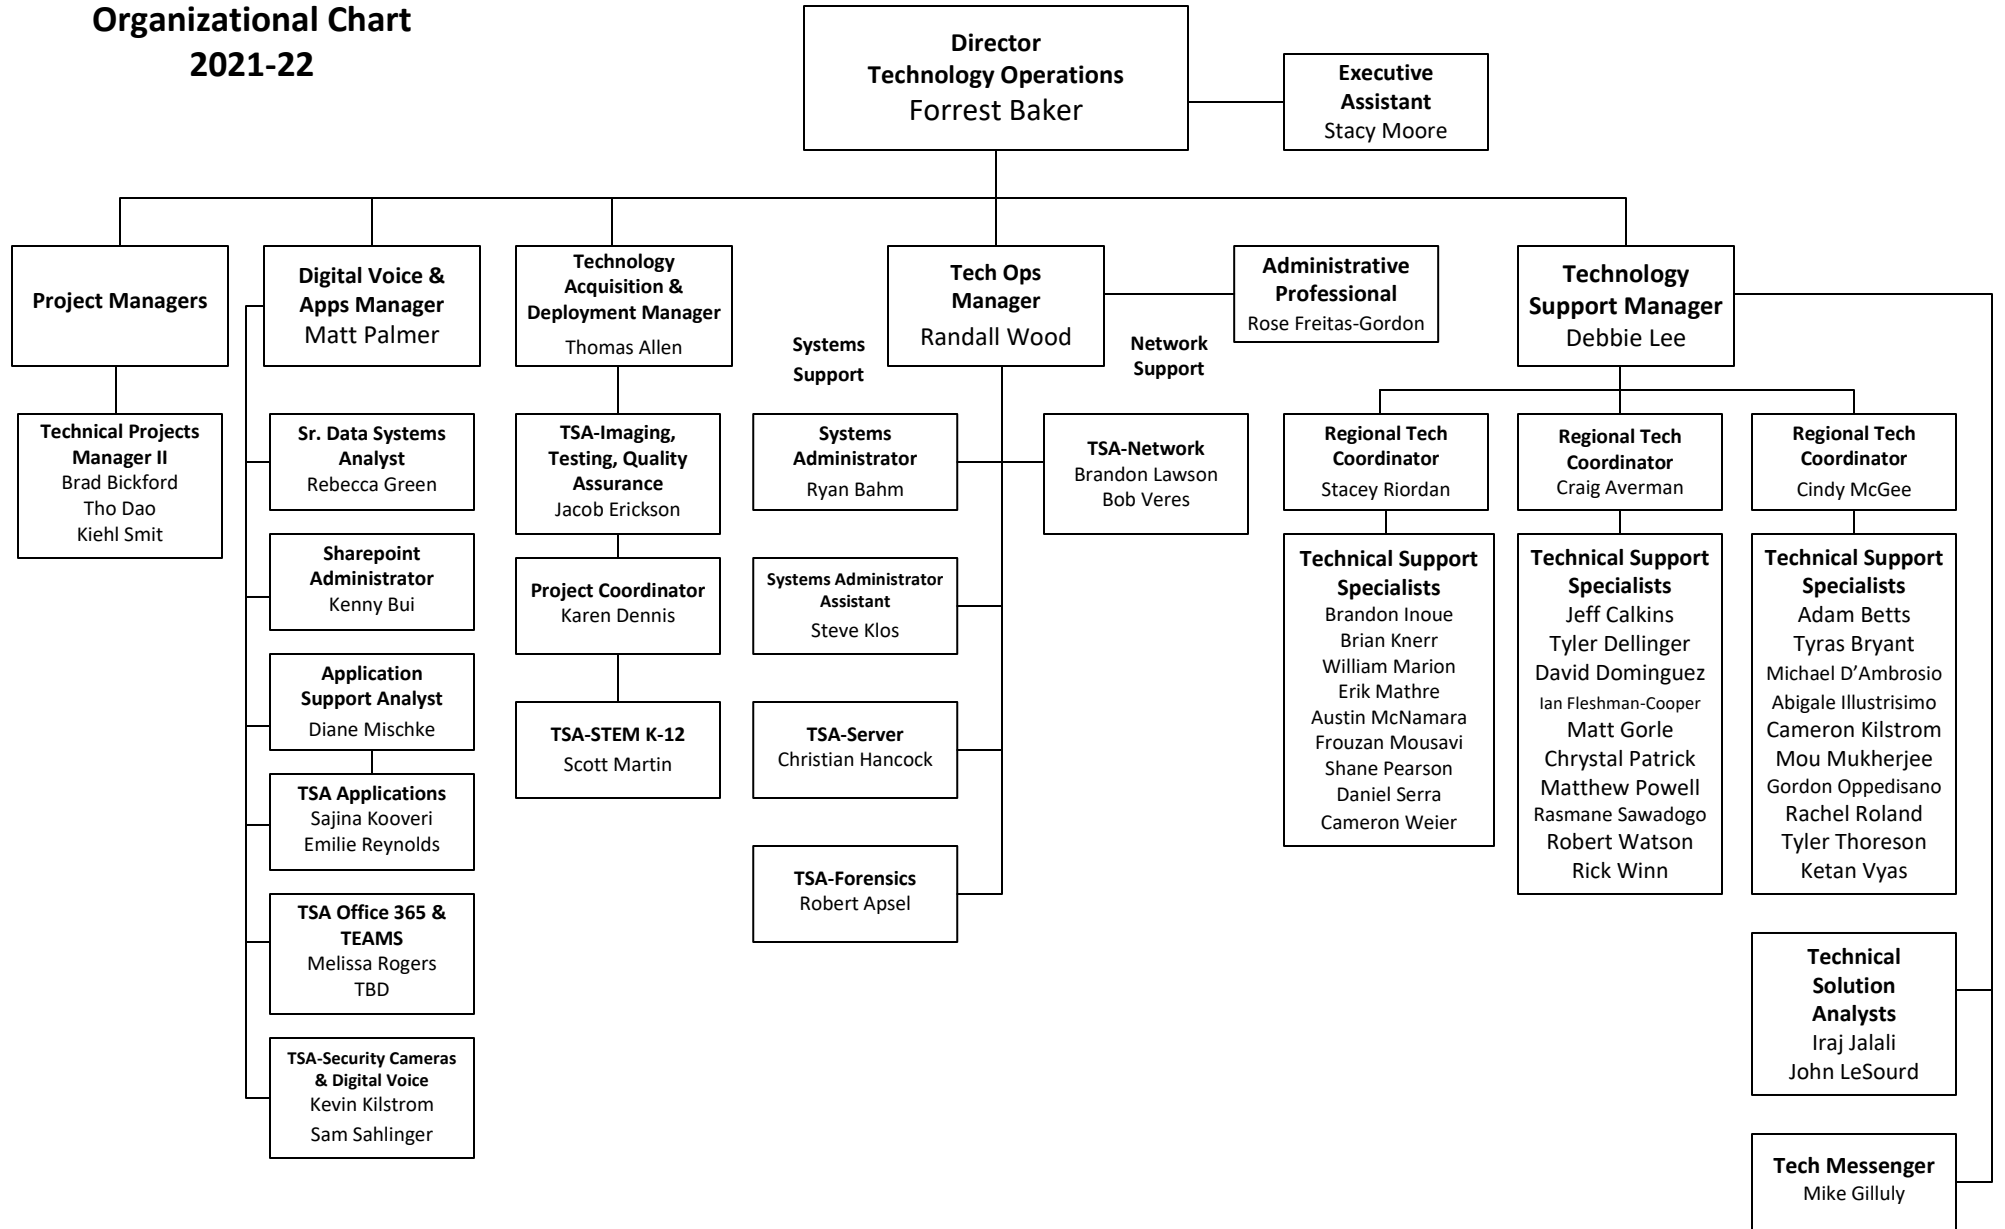 Organizational Chart
2021-22
Director
Technology Operations
Forrest Baker
Executive
Assistant
Stacy Moore
Project Managers
Technical Projects
Manager II
Brad Bickford
Tho Dao
Kiehl Smit
Digital Voice &
Apps Manager
Matt Palmer
Sr. Data Systems
Analyst
Rebecca Green
Sharepoint
Administrator
Kenny Bui
Application
Support Analyst
Diane Mischke
TSA Applications
Sajina Kooveri
Emilie Reynolds
TSA Office 365 &
TEAMS
Melissa Rogers
TBD
TSA-Security Cameras
& Digital Voice
Kevin Kilstrom
Sam Sahlinger
Technology
Acquisition &
Deployment Manager
Thomas Allen
TSA-Imaging,
Testing, Quality
Assurance
Jacob Erickson
Project Coordinator
Karen Dennis
TSA-STEM K-12
Scott Martin
Tech Ops
Manager
Randall Wood
Administrative
Professional
Rose Freitas-Gordon
Systems
Support
Network
Support
Systems
Administrator
Ryan Bahm
TSA-Network
Brandon Lawson
Bob Veres
Systems Administrator
Assistant
Steve Klos
TSA-Server
Christian Hancock
TSA-Forensics
Robert Apsel
Technology
Support Manager
Debbie Lee
Regional Tech
Coordinator
Stacey Riordan
Technical Support
Specialists
Brandon Inoue
Brian Knerr
William Marion
Erik Mathre
Austin McNamara
Frouzan Mousavi
Shane Pearson
Daniel Serra
Cameron Weier
Regional Tech
Coordinator
Craig Averman
Technical Support
Specialists
Jeff Calkins
Tyler Dellinger
David Dominguez
Ian Fleshman-Cooper
Matt Gorle
Chrystal Patrick
Matthew Powell
Rasmane Sawadogo
Robert Watson
Rick Winn
Regional Tech
Coordinator
Cindy McGee
Technical Support
Specialists
Adam Betts
Tyras Bryant
Michael D’Ambrosio
Abigale Illustrisimo
Cameron Kilstrom
Mou Mukherjee
Gordon Oppedisano
Rachel Roland
Tyler Thoreson
Ketan Vyas
Technical
Solution
Analysts
Iraj Jalali
John LeSourd
Tech Messenger
Mike Gilluly